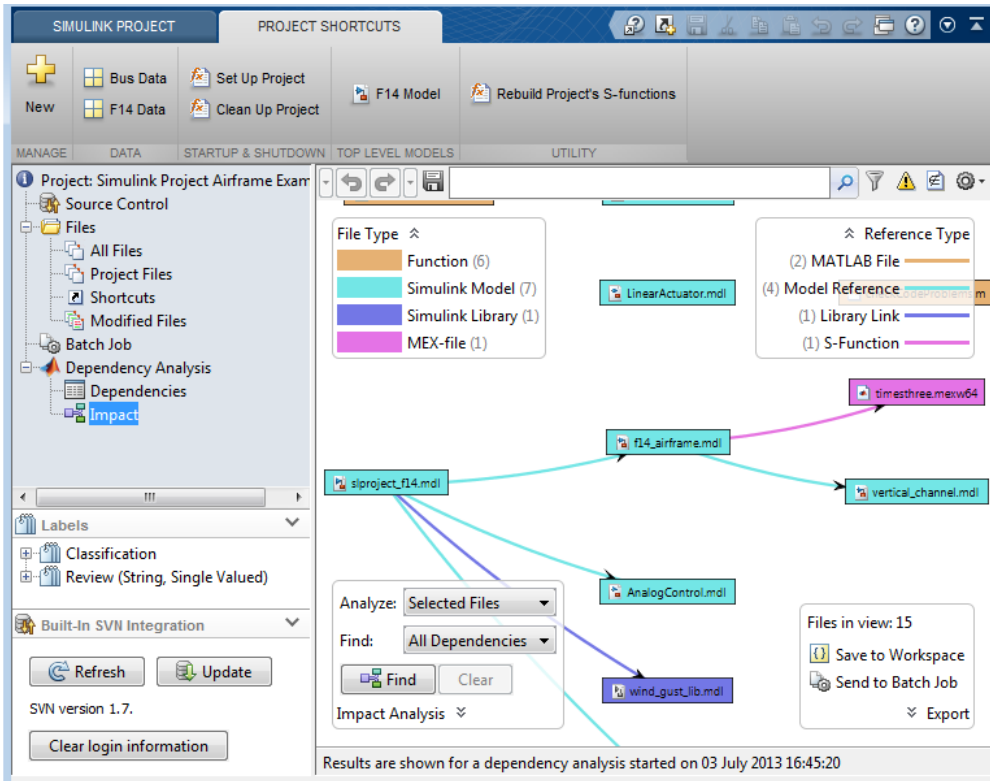 SIMULINK PROJECT
PROJECT SHORTCUTS
New
Bus Data
F14 Data
Set Up Project
Clean Up Project
F14 Model
Rebuild Project's S-functions
MANAGE
DATA
STARTUP & SHUTDOWN
TOP LEVEL MODELS
UTILITY
Project: Simulink Project Airframe Exam
Source Control
Files
All Files
Project Files
Shortcuts
Modified Files
Batch Job
Dependency Analysis
Dependencies
Impact
Labels
Classification
Review (String, Single Valued)
Built-In SVN Integration
Refresh
Update
SVN version 1.7.
Clear login information
File Type
Function (6)
Simulink Model (7)
Simulink Library (1)
MEX-file (1)
LinearActuator.mdl
Reference Type
(2) MATLAB File
(4) Model Reference
(1) Library Link
(1) S-Function
timesthree.mexw64
f14_airframe.mdl
slproject_f14.mdl
vertical_channel.mdl
AnalogControl.mdl
wind_gust_lib.mdl
Analyze: Selected Files
Find: All Dependencies
Find
Clear
Impact Analysis
Files in view: 15
Save to Workspace
Send to Batch Job
Export
Results are shown for a dependency analysis started on 03 July 2013 16:45:20